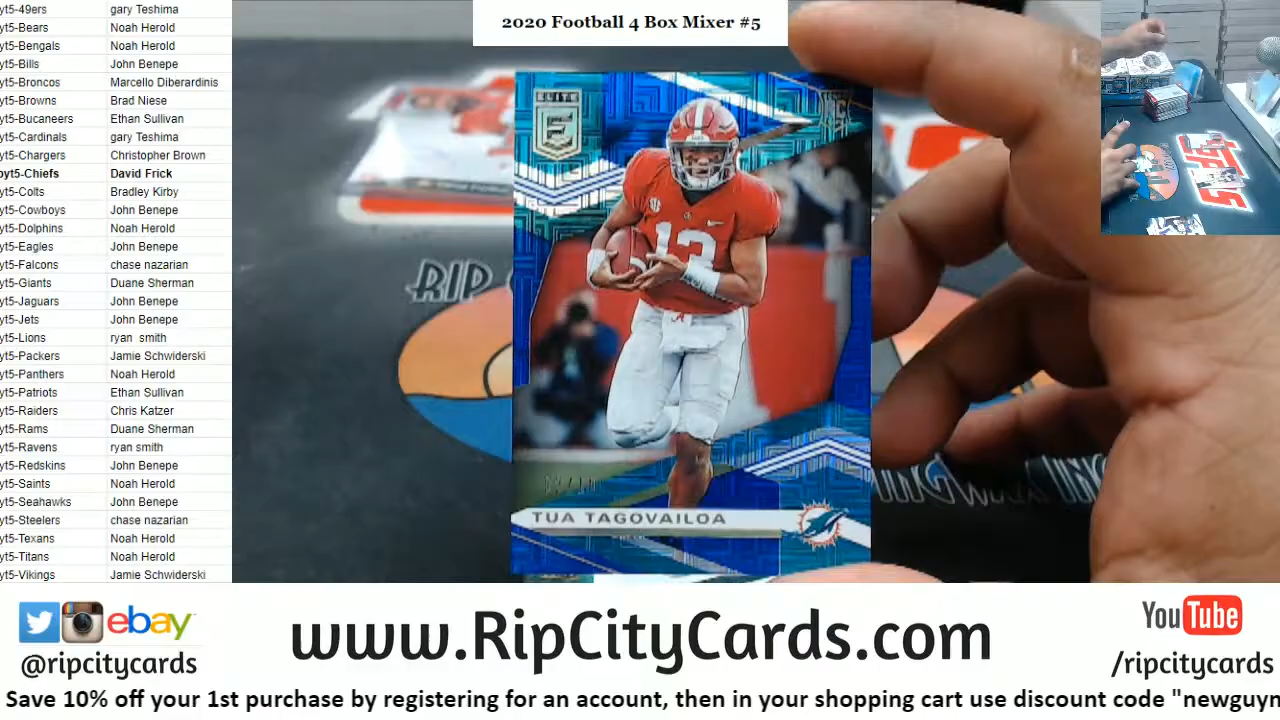 yt5-49ers gary Teshima
yt5-Bears Noah Herold
yt5-Bengals Noah Herold
yt5-Bills John Benepe
yt5-Broncos Marcello Diberardinis
yt5-Browns Brad Niese
yt5-Bucaneers Ethan Sullivan
yt5-Cardinals gary Teshima
yt5-Chargers Christopher Brown
oyt5-Chiefs David Frick
yt5-Colts Bradley Kirby
yt5-Cowboys John Benepe
yt5-Dolphins Noah Herold
yt5-Eagles John Benepe
yt5-Falcons chase nazarian
yt5-Giants Duane Sherman
yt5-Jaguars John Benepe
yt5-Jets John Benepe
yt5-Lions ryan smith
yt5-Packers Jamie Schwiderski
yt5-Panthers Noah Herold
yt5-Patriots Ethan Sullivan
yt5-Raiders Chris Katzer
yt5-Rams Duane Sherman
yt5-Ravens ryan smith
yt5-Redskins John Benepe
yt5-Saints Noah Herold
yt5-Seahawks John Benepe
yt5-Steelers chase nazarian
yt5-Texans Noah Herold
yt5-Titans Noah Herold
yt5-Vikings Jamie Schwiderski
2020 Football 4 Box Mixer #5
ELITE
E
RC
13
RIP
TUA TAGOVAILOA
ebay
@ripcitycards
www.RipCityCards.com
YouTube
/ripcitycards
Save 10% off your 1st purchase by registering for an account, then in your shopping cart use discount code "newguyn